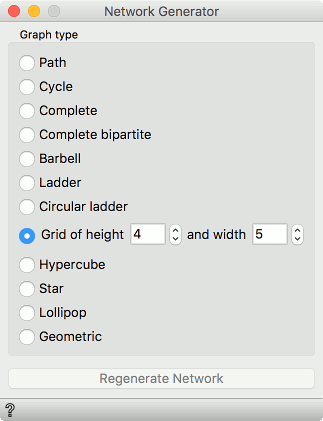 Network Generator
Graph type
Path
Cycle
Complete
Complete bipartite
Barbell
Ladder
Circular ladder
Grid of height 4 and width 5
Hypercube
Star
Lollipop
Geometric
Regenerate Network
?